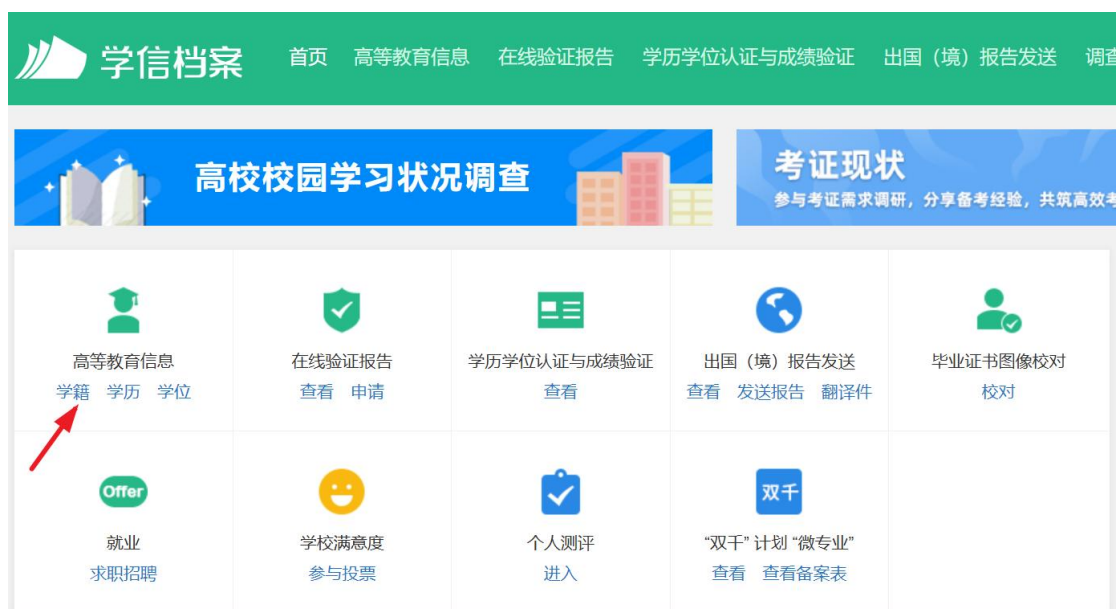 学信档案 首页 高等教育信息 在线验证报告 学历学位认证与成绩验证 出国（境）报告发送 调查
高校校园学习状况调查
考证现状
参与考证需求调研，分享备考经验，共筑高效考
高等教育信息 在线验证报告 学历学位认证与成绩验证 出国（境）报告发送 毕业证书图像校对
学籍 学历 学位 查看 申请 查看 查看 发送报告 翻译件 校对
Offer 双千
就业 学校满意度 个人测评 “双千” 计划 “微专业”
求职招聘 参与投票 进入 查看 查看备案表